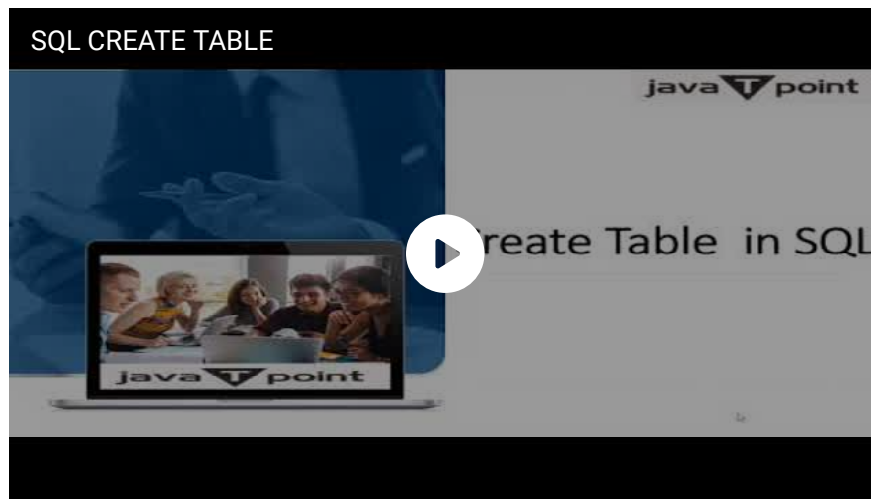 SQL CREATE TABLE
java T point
reate Table in SQL
java T point